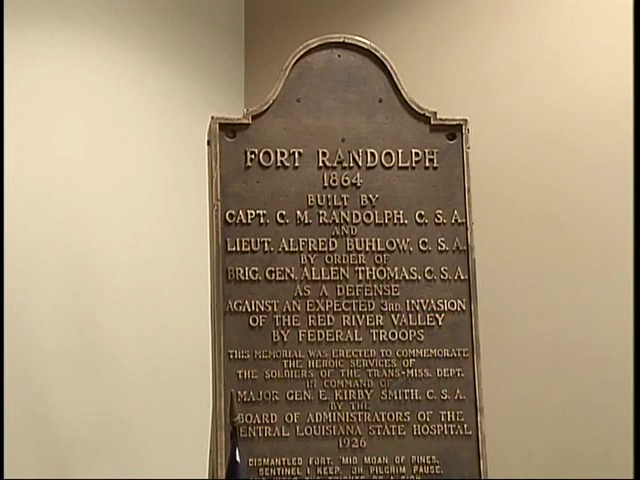 FORT RANDOLPH
1864
BUILT BY
CAPT. C. M. RANDOLPH, C. S. A.
AND
LIEUT. ALFRED BUHLOW, C. S. A.
BY ORDER OF
BRIG. GEN. ALLEN THOMAS, C. S. A.
AS A DEFENSE
AGAINST AN EXPECTED 3RD. INVASION
OF THE RED RIVER VALLEY
BY FEDERAL TROOPS
THIS MEMORIAL WAS ERECTED TO COMMEMORATE
THE HEROIC SERVICES OF
THE SOLDIERS OF THE TRANS-MISS. DEPT.
IN COMMAND OF
MAJOR GEN. E. KIRBY SMITH, C. S. A.
BY THE
BOARD OF ADMINISTRATORS OF THE
CENTRAL LOUISIANA STATE HOSPITAL
1926
DISMANTLED FORT, 'MID MOAN OF PINES,
SENTINEL I KEEP, OH PILGRIM PAUSE,